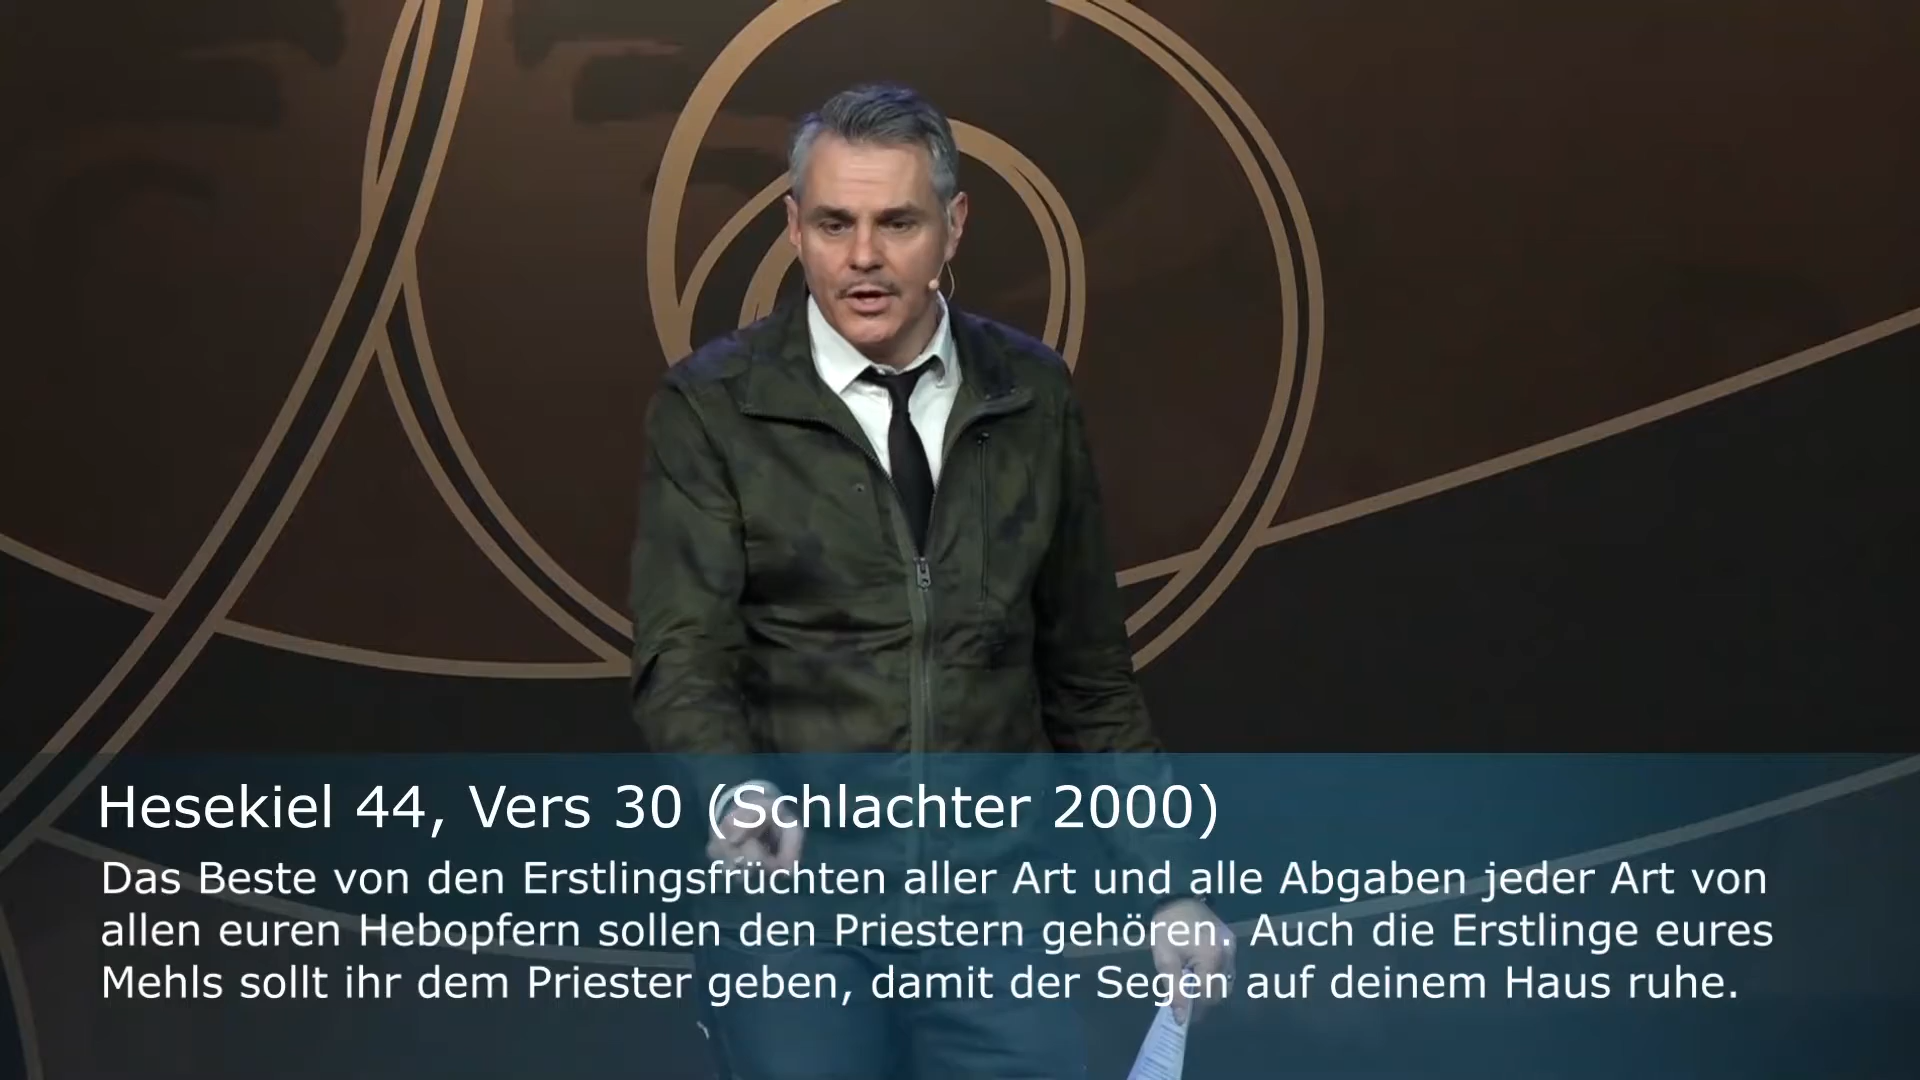 Hesekiel 44, Vers 30 (Schlachter 2000)
Das Beste von den Erstlingsfrüchten aller Art und alle Abgaben jeder Art von
allen euren Hebopfern sollen den Priestern gehören. Auch die Erstlinge eures
Mehls sollt ihr dem Priester geben, damit der Segen auf deinem Haus ruhe.